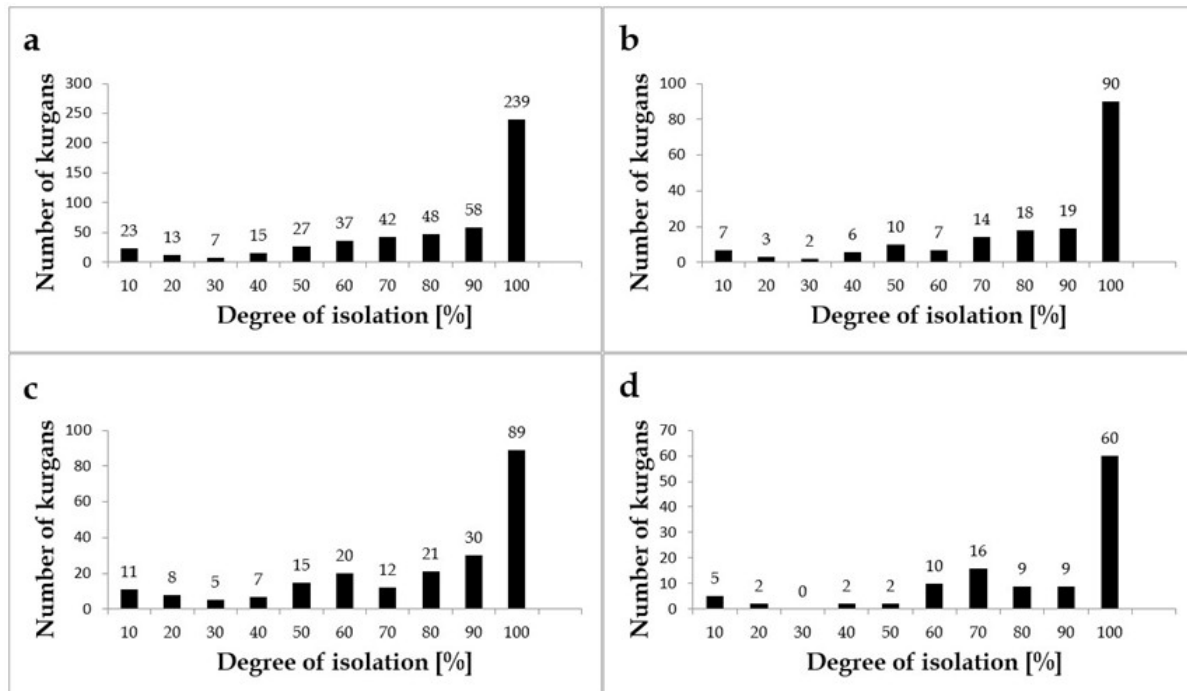 a
Number of kurgans
300
250
200
150
100
50
0
23 13 7 15 27 37 42 48 58 239
10 20 30 40 50 60 70 80 90 100
Degree of isolation [%]
b
Number of kurgans
100
80
60
40
20
0
7 3 2 6 10 7 14 18 19 90
10 20 30 40 50 60 70 80 90 100
Degree of isolation [%]
c
Number of kurgans
100
80
60
40
20
0
11 8 5 7 15 20 12 21 30 89
10 20 30 40 50 60 70 80 90 100
Degree of isolation [%]
d
Number of kurgans
70
60
50
40
30
20
10
0
5 2 0 2 2 10 16 9 9 60
10 20 30 40 50 60 70 80 90 100
Degree of isolation [%]